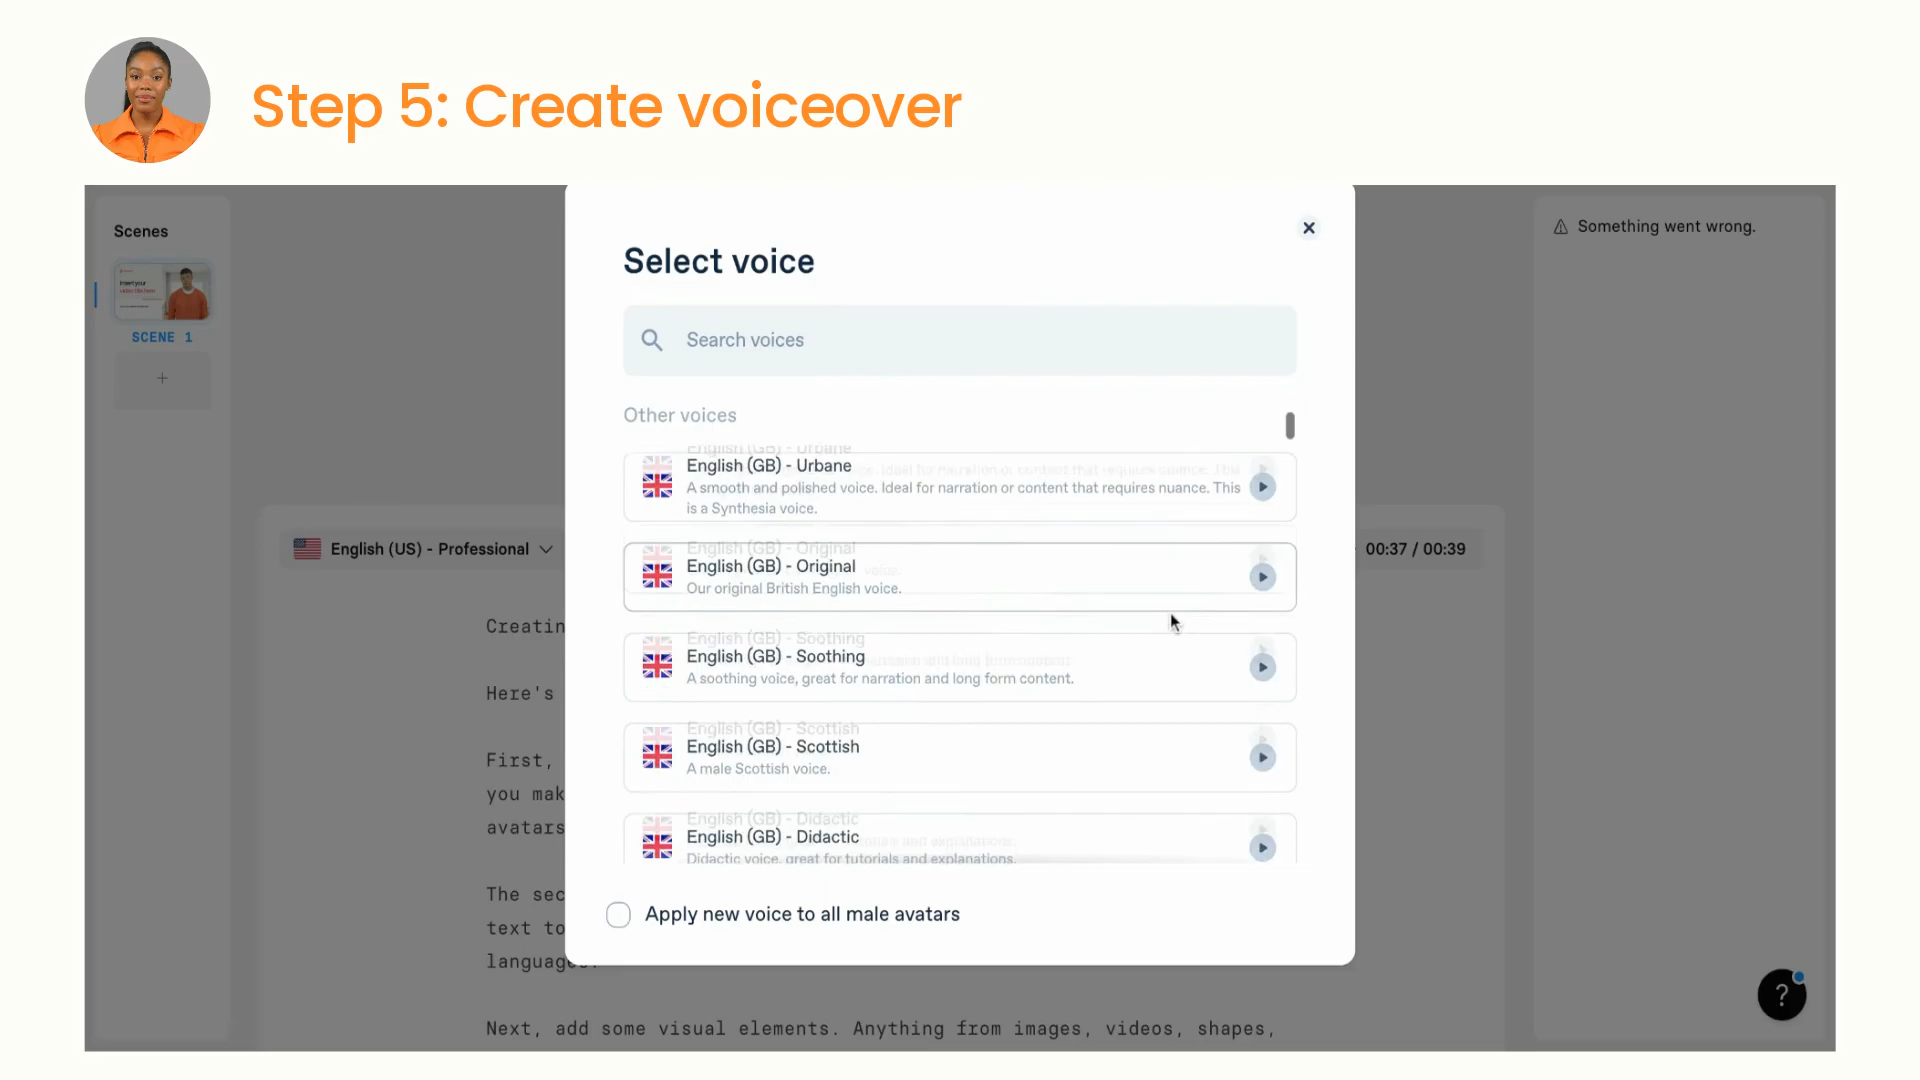 Step 5: Create voiceover
Scenes
SCENE 1
+
Something went wrong.
Select voice
Search voices
Other voices
English (GB) - Urbane
A smooth and polished voice. Ideal for narration or content that requires nuance. This
is a Synthesia voice.
English (GB) - Original
Our original British English voice.
English (GB) - Soothing
A soothing voice, great for narration and long form content.
English (GB) - Scottish
A male Scottish voice.
English (GB) - Didactic
Didactic voice, great for tutorials and explanations.
Apply new voice to all male avatars
English (US) - Professional
00:37 / 00:39
Here's
First,
avatars
The
text to
Next, add some visual elements. Anything from images, videos, shapes,
?